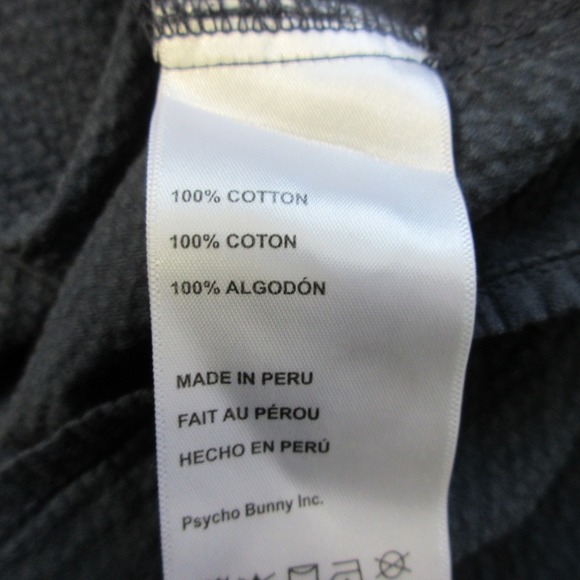 100% COTTON
100% COTON
100% ALGODÓN
MADE IN PERU
FAIT AU PÉROU
HECHO EN PERÚ
Psycho Bunny Inc.